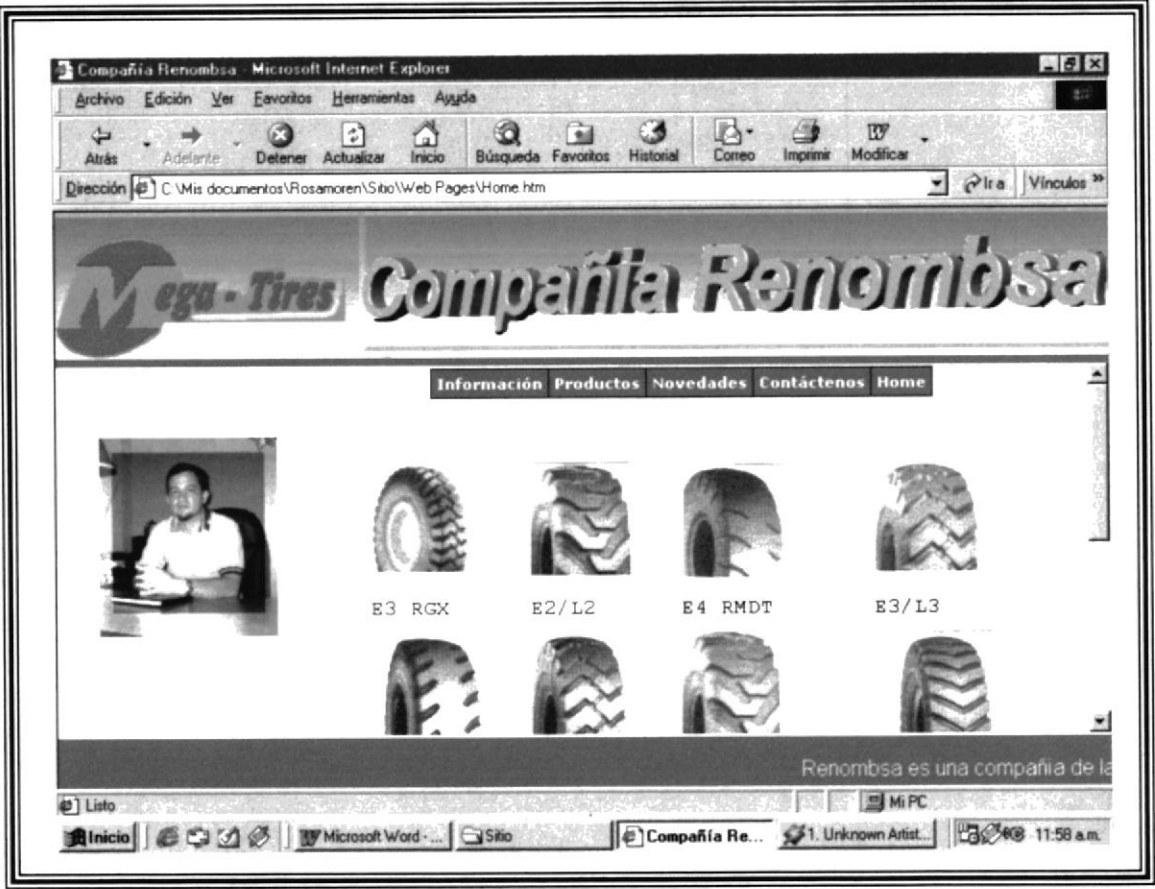 Compañia Renombsa - Microsoft Internet Explorer
Archivo Edición Ver Favoritos Herramientas Ayuda
Atrás Adelante Detener Actualizar Inicio Búsqueda Favoritos Historial Correo Imprimir Modificar
Dirección C:\Mis documentos\Rosamoren\Sitio\Web Pages\Home.htm Ir a Vínculos »
Mega-Tires Compañia Renombsa
Información Productos Novedades Contáctenos Home
E3 RGX E2/L2 E4 RMDT E3/L3
Renombsa es una compañia de la
Listo Mi PC
Inicio Microsoft Word - ... Sitio Compañía Re... 1. Unknown Artist... 11:58 a.m.